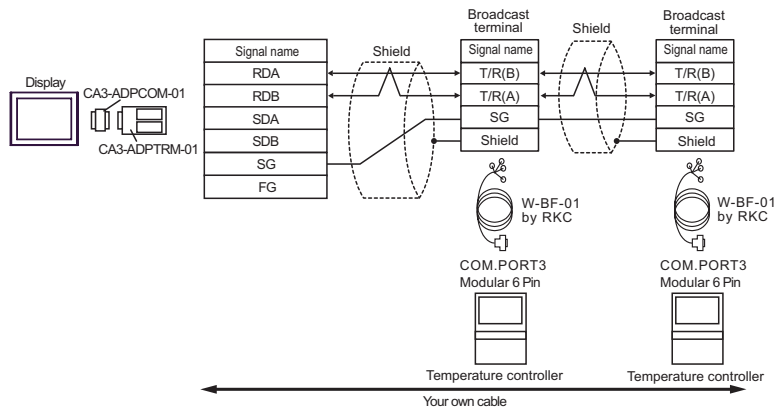 Broadcast
terminal
Broadcast
terminal
Signal name
Shield
Signal name
Shield
Signal name
Display
CA3-ADPCOM-01
CA3-ADPTRM-01
RDA
T/R(B)
T/R(B)
RDB
T/R(A)
T/R(A)
SDA
SG
SG
SDB
Shield
Shield
SG
FG
W-BF-01
by RKC
W-BF-01
by RKC
COM.PORT3
Modular 6 Pin
COM.PORT3
Modular 6 Pin
Temperature controller
Temperature controller
Your own cable